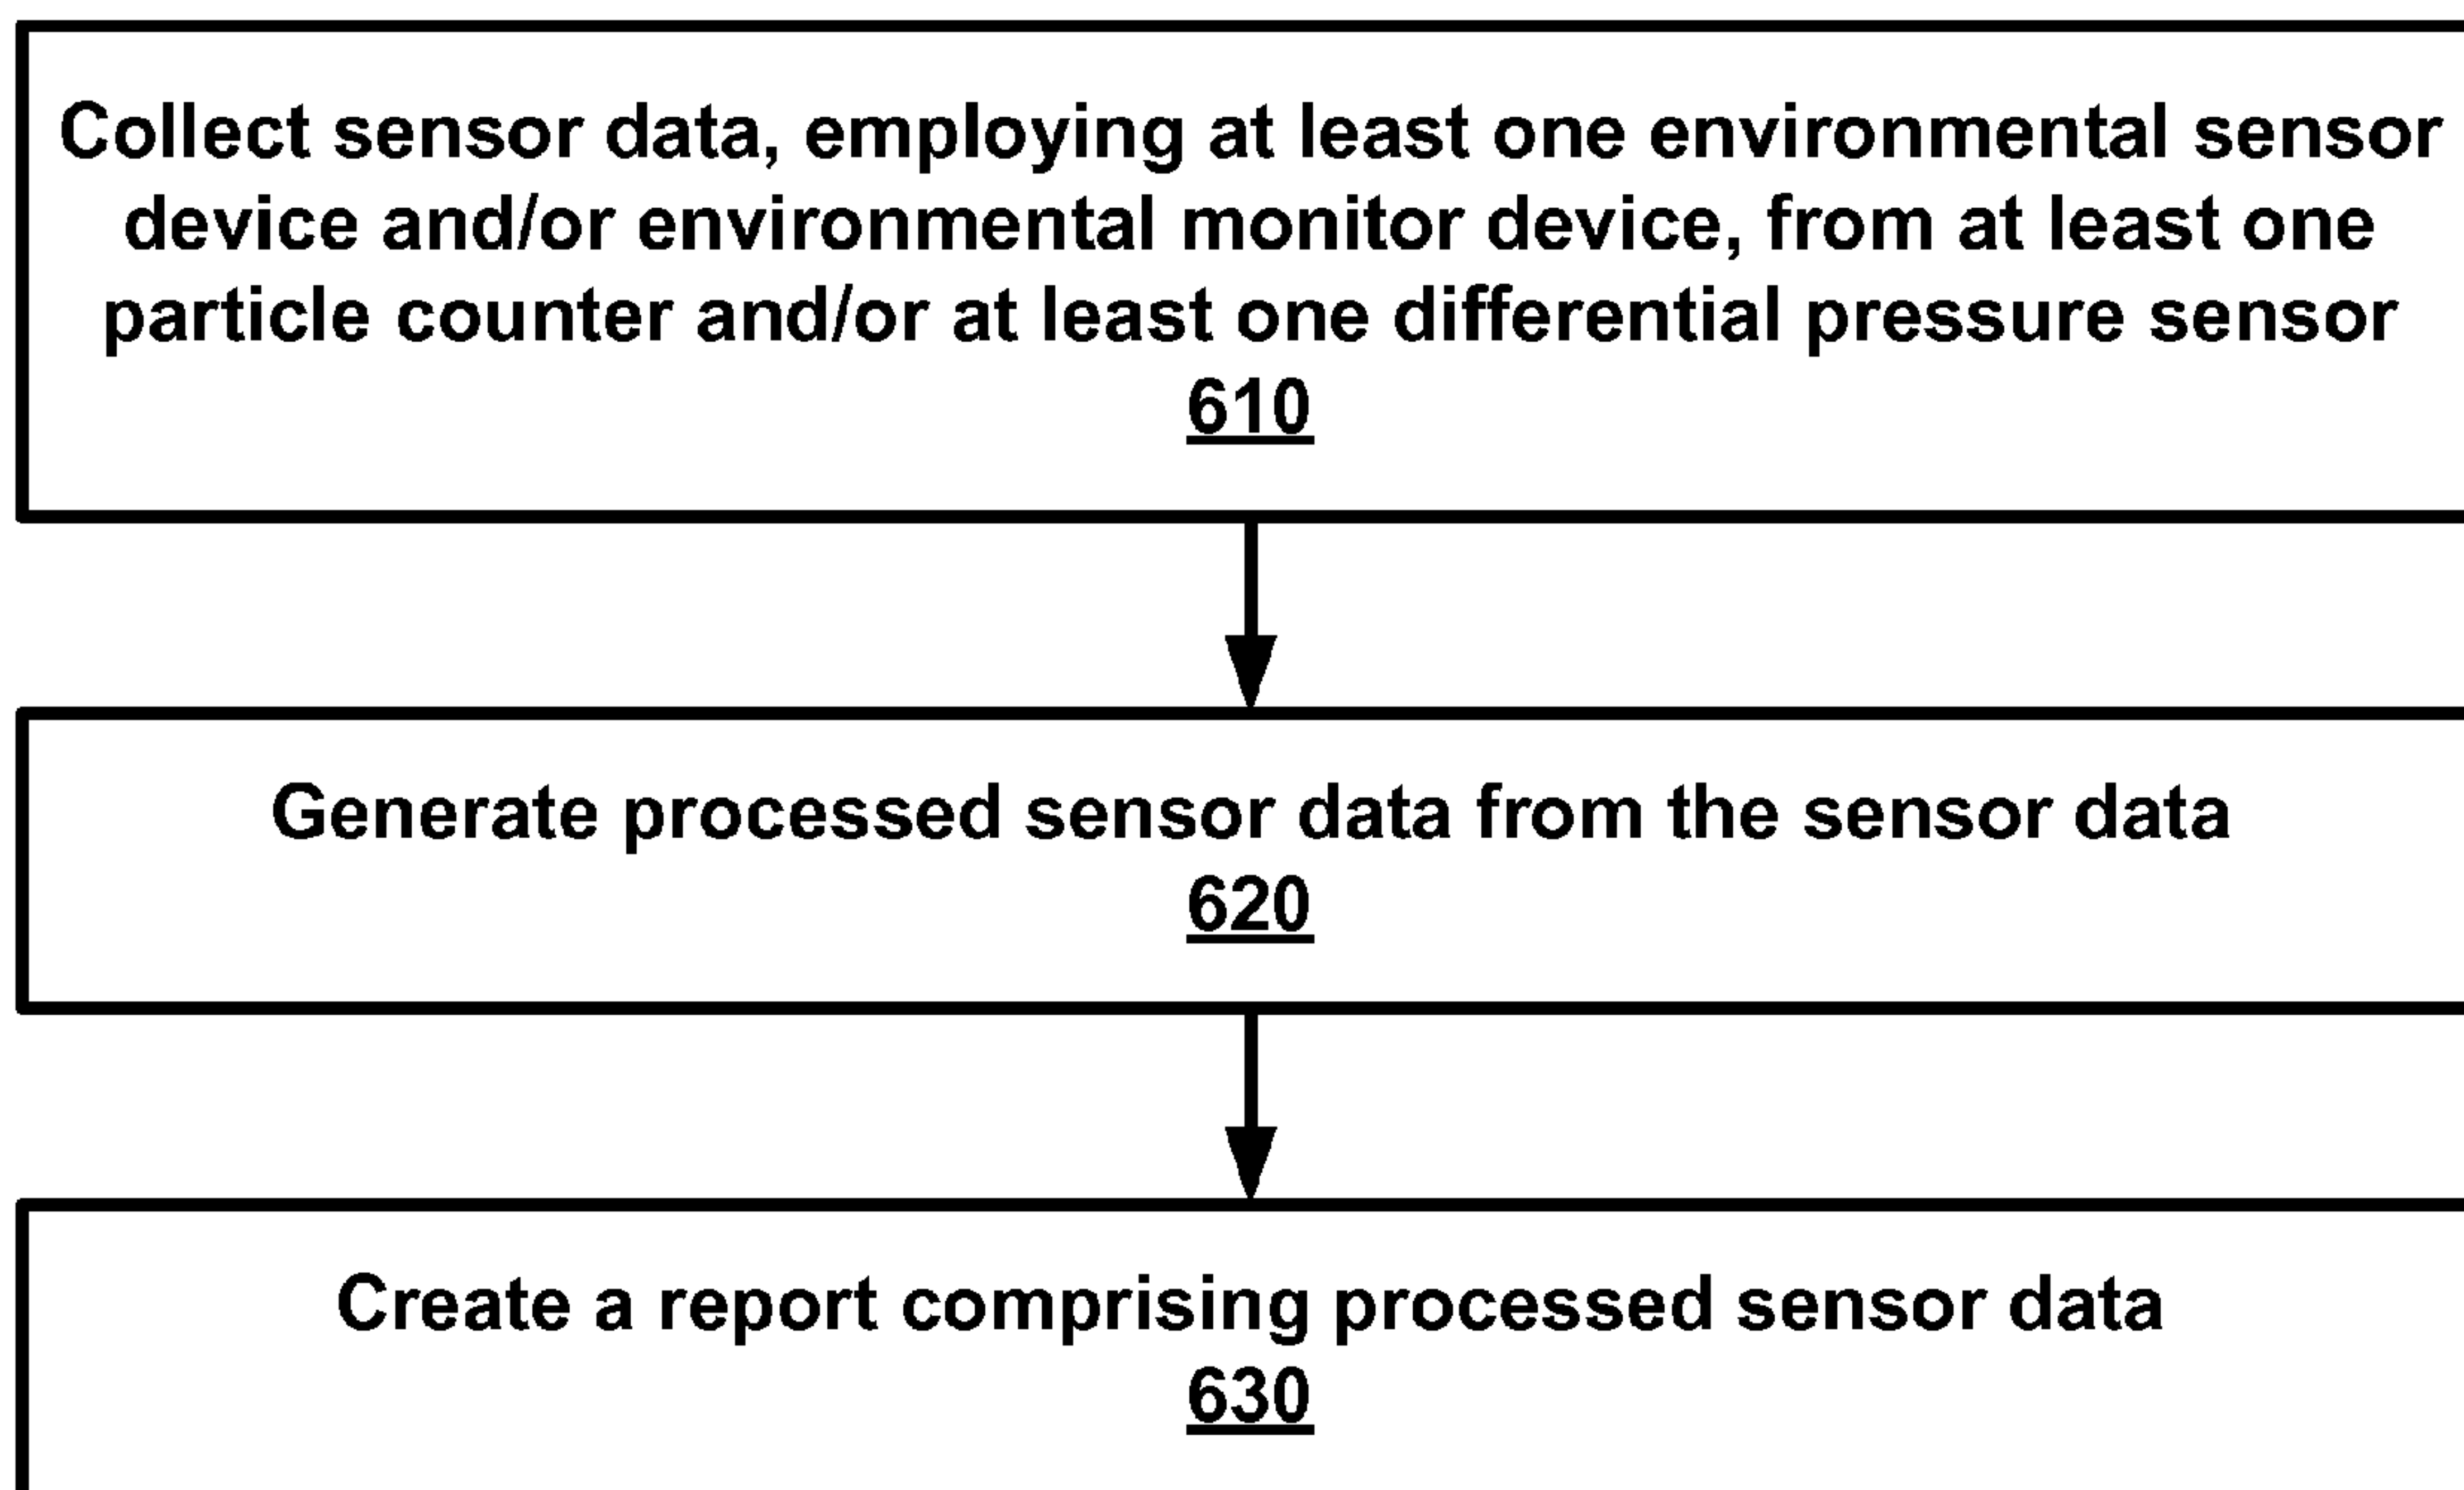 Collect sensor data, employing at least one environmental sensor
device and/or environmental monitor device, from at least one
particle counter and/or at least one differential pressure sensor
610
Generate processed sensor data from the sensor data
620
Create a report comprising processed sensor data
630